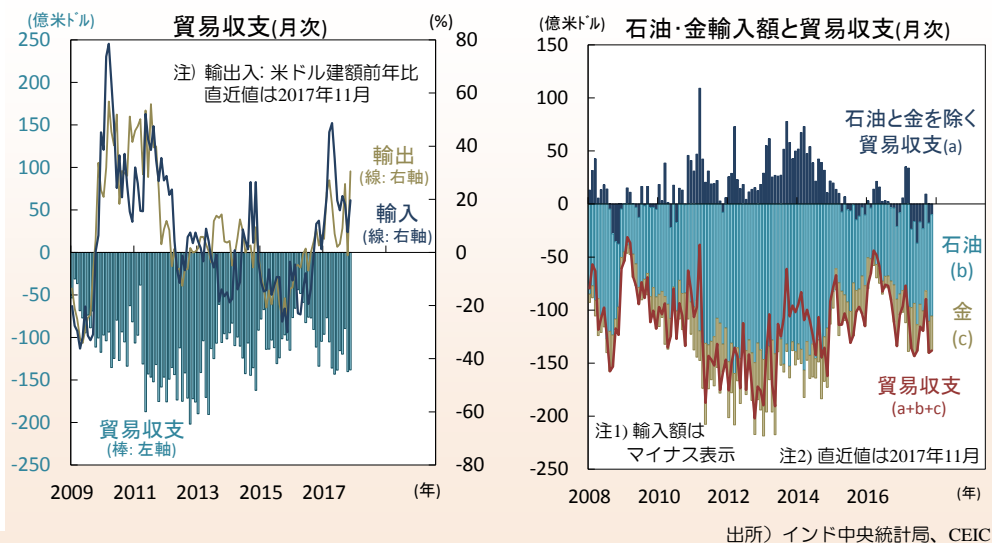 貿易収支(月次)
(億米ドル)
(%)
250
200
150
100
50
0
-50
-100
-150
-200
-250
80
60
40
20
0
-20
-40
-60
-80
注) 輸出入: 米ドル建額前年比
直近値は2017年11月
輸出
(線: 右軸)
輸入
(線: 右軸)
貿易収支
(棒: 左軸)
2009
2011
2013
2015
2017
(年)
石油・金輸入額と貿易収支(月次)
(億米ドル)
150
100
50
0
-50
-100
-150
-200
-250
石油と金を除く
貿易収支(a)
石油
(b)
金
(c)
貿易収支
(a+b+c)
注1) 輸入額は
マイナス表示
注2) 直近値は2017年11月
2008
2010
2012
2014
2016
(年)
出所）インド中央統計局、CEIC